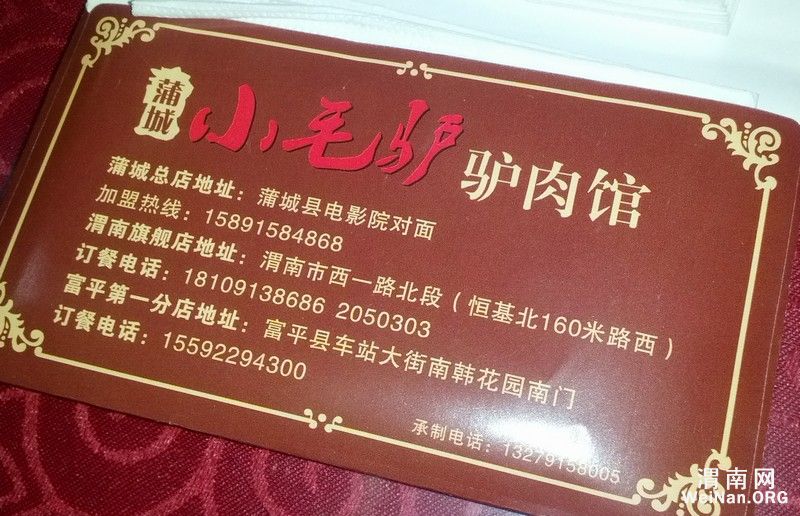 蒲城
小毛驴 驴肉馆
蒲城总店地址：蒲城县电影院对面
加盟热线：15891584868
渭南旗舰店地址：渭南市西一路北段（恒基北160米路西）
订餐电话：18109138686 2050303
富平第一分店地址：富平县车站大街南韩花园南门
订餐电话：15592294300
承制电话：13279158005
渭南网
WeiNan.ORG